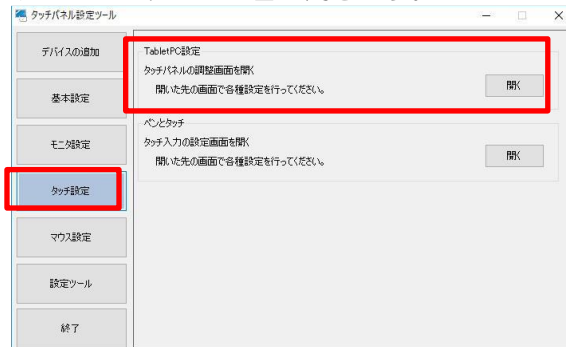 タッチパネル設定ツール
デバイスの追加
基本設定
モニタ設定
タッチ設定
マウス設定
設定ツール
終了
TabletPC設定
タッチパネルの調整画面を開く
開いた先の画面で各種設定を行ってください。
開く
ペンとタッチ
タッチ入力の設定画面を開く
開いた先の画面で各種設定を行ってください。
開く